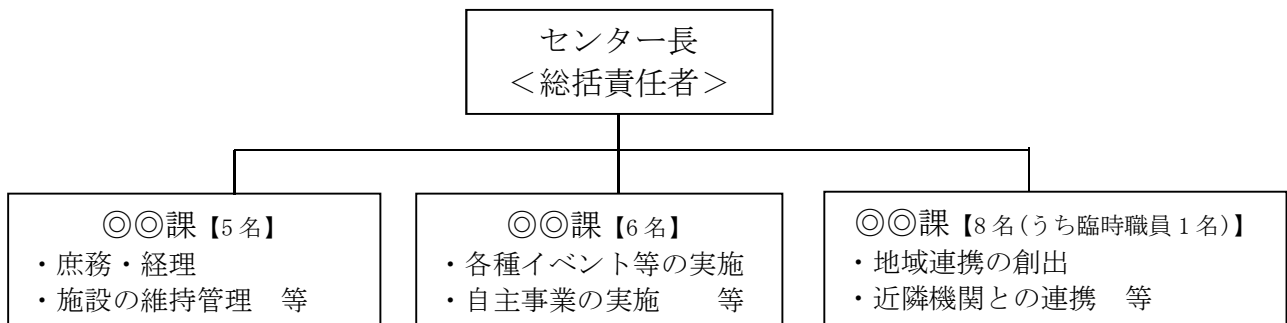 センター長
＜総括責任者＞
◎◎課【5名】
・庶務・経理
・施設の維持管理　等
◎◎課【6名】
・各種イベント等の実施
・自主事業の実施　　等
◎◎課【8名(うち臨時職員1名)】
・地域連携の創出
・近隣機関との連携　等